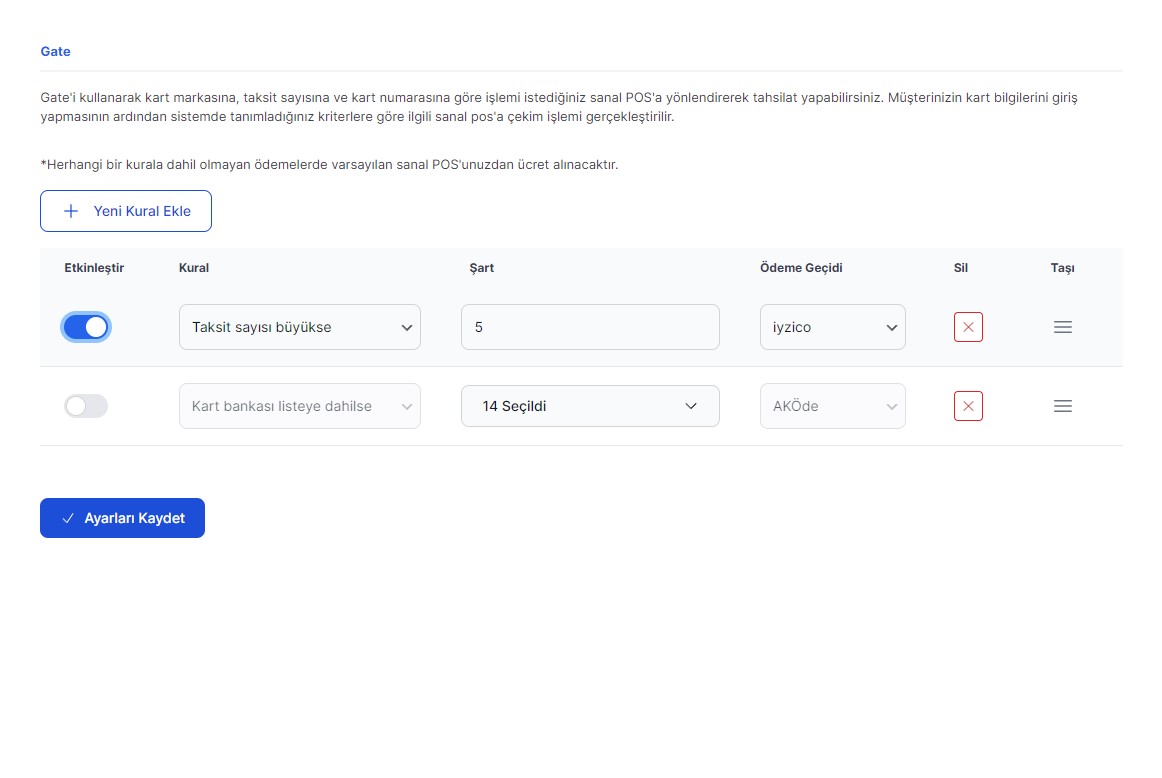 Gate
Gate'i kullanarak kart markasına, taksit sayısına ve kart numarasına göre işlemi istediğiniz sanal POS'a yönlendirerek tahsilat yapabilirsiniz. Müşterinizin kart bilgilerini giriş
yapmasının ardından sistemde tanımladığınız kriterlere göre ilgili sanal pos'a çekim işlemi gerçekleştirilir.
*Herhangi bir kurala dahil olmayan ödemelerde varsayılan sanal POS'unuzdan ücret alınacaktır.
Yeni Kural Ekle
Etkinleştir Kural Şart Ödeme Geçidi Sil Taşı
Taksit sayısı büyükse 5 iyzico
Kart bankası listeye dahilse 14 Seçildi AKÖde
Ayarları Kaydet